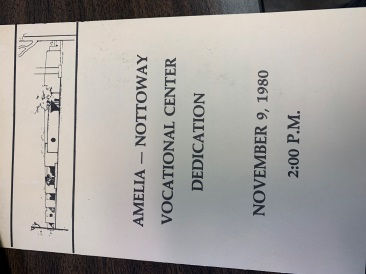 AMELIA — NOTTOWAY
VOCATIONAL CENTER
DEDICATION
NOVEMBER 9, 1980
2:00 P.M.